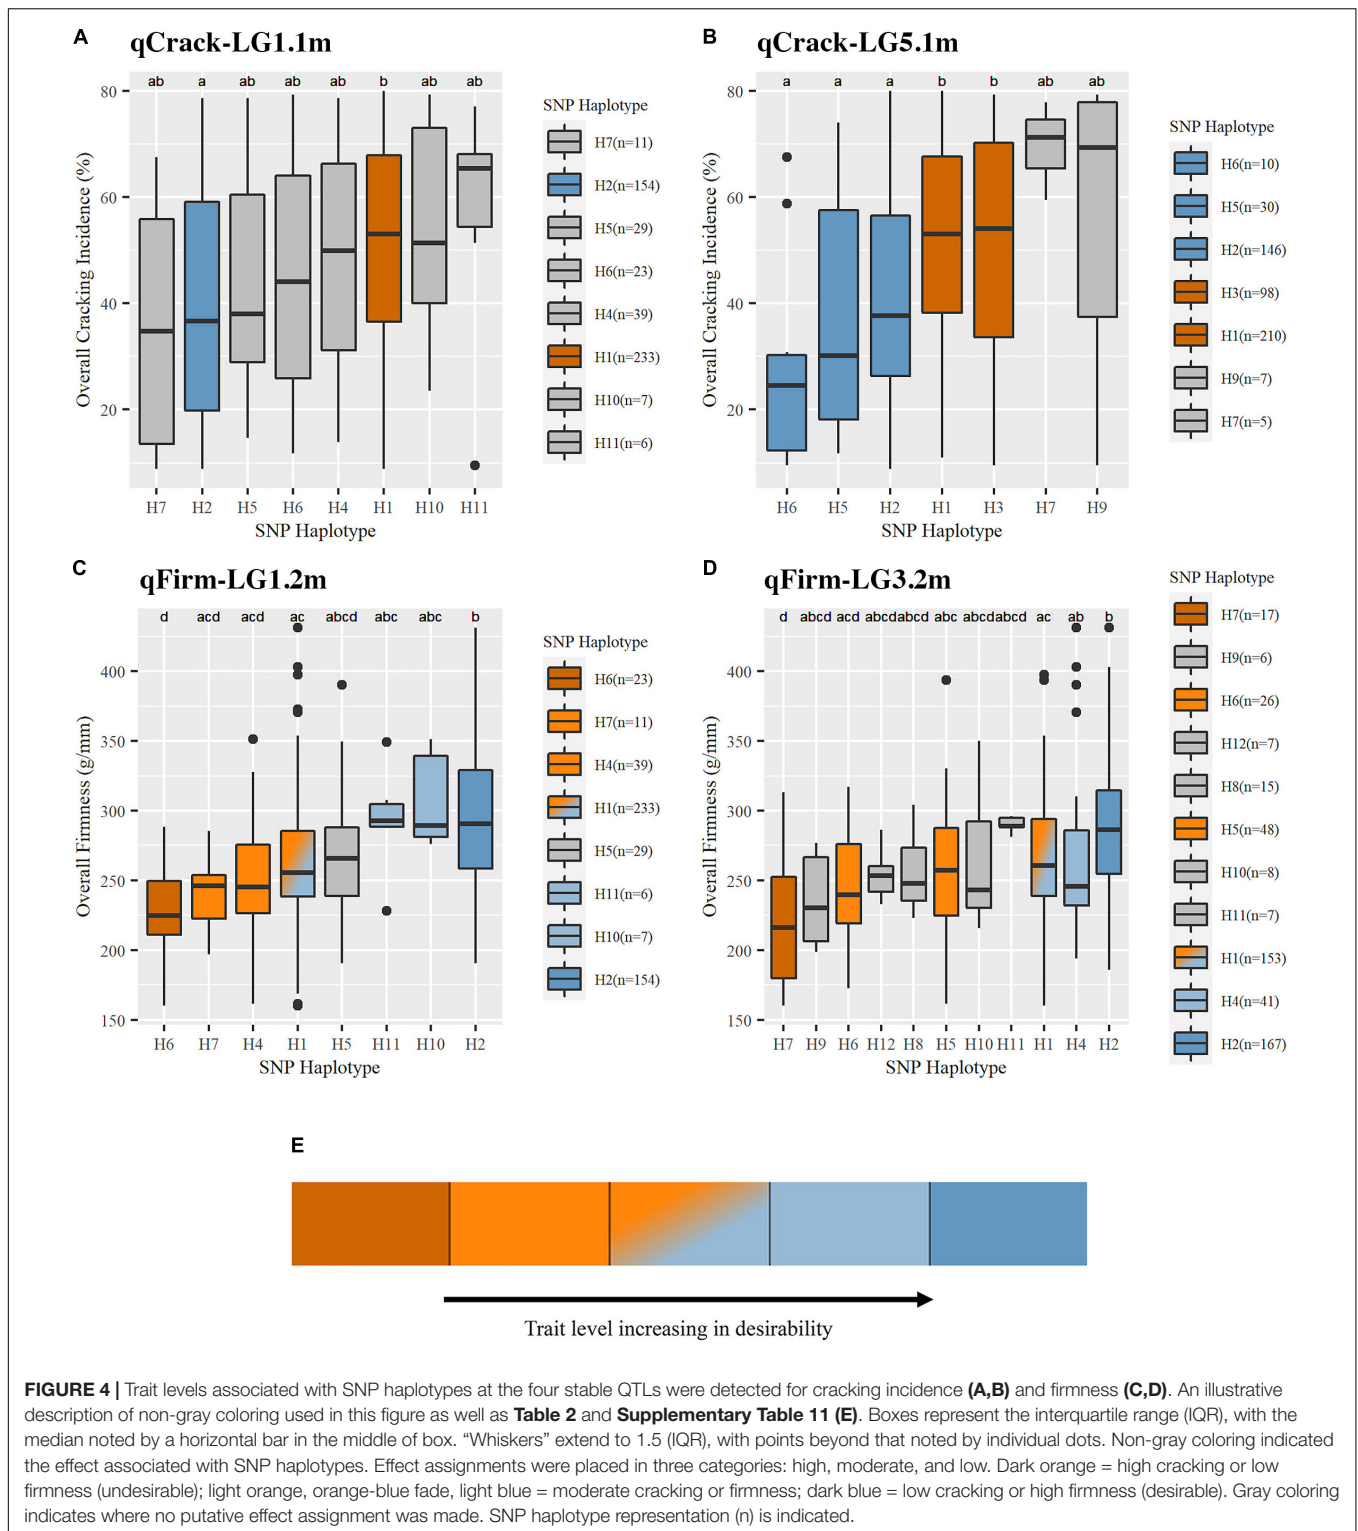 A
qCrack-LG1.1m
ab a ab ab ab b ab ab
Overall Cracking Incidence (%)
80
60
40
20
H7 H2 H5 H6 H4 H1 H10 H11
SNP Haplotype
SNP Haplotype
H7(n=11)
H2(n=154)
H5(n=29)
H6(n=23)
H4(n=39)
H1(n=233)
H10(n=7)
H11(n=6)
B
qCrack-LG5.1m
a a a b b ab ab
Overall Cracking Incidence (%)
80
60
40
20
H6 H5 H2 H1 H3 H7 H9
SNP Haplotype
SNP Haplotype
H6(n=10)
H5(n=30)
H2(n=146)
H3(n=98)
H1(n=210)
H9(n=7)
H7(n=5)
C
qFirm-LG1.2m
d acd acd ac abcd abc abc b
Overall Firmness (g/mm)
400
350
300
250
200
150
H6 H7 H4 H1 H5 H11 H10 H2
SNP Haplotype
SNP Haplotype
H6(n=23)
H7(n=11)
H4(n=39)
H1(n=233)
H5(n=29)
H11(n=6)
H10(n=7)
H2(n=154)
D
qFirm-LG3.2m
d abcd acd abcd abcd abc abcd abcd ac ab b
Overall Firmness (g/mm)
400
350
300
250
200
150
H7 H9 H6 H12 H8 H5 H10 H11 H1 H4 H2
SNP Haplotype
SNP Haplotype
H7(n=17)
H9(n=6)
H6(n=26)
H12(n=7)
H8(n=15)
H5(n=48)
H10(n=8)
H11(n=7)
H1(n=153)
H4(n=41)
H2(n=167)
E
Trait level increasing in desirability
FIGURE 4 | Trait levels associated with SNP haplotypes at the four stable QTLs were detected for cracking incidence (A,B) and firmness (C,D). An illustrative
description of non-gray coloring used in this figure as well as Table 2 and Supplementary Table 11 (E). Boxes represent the interquartile range (IQR), with the
median noted by a horizontal bar in the middle of box. “Whiskers” extend to 1.5 (IQR), with points beyond that noted by individual dots. Non-gray coloring indicated
the effect associated with SNP haplotypes. Effect assignments were placed in three categories: high, moderate, and low. Dark orange = high cracking or low
firmness (undesirable); light orange, orange-blue fade, light blue = moderate cracking or firmness; dark blue = low cracking or high firmness (desirable). Gray coloring
indicates where no putative effect assignment was made. SNP haplotype representation (n) is indicated.